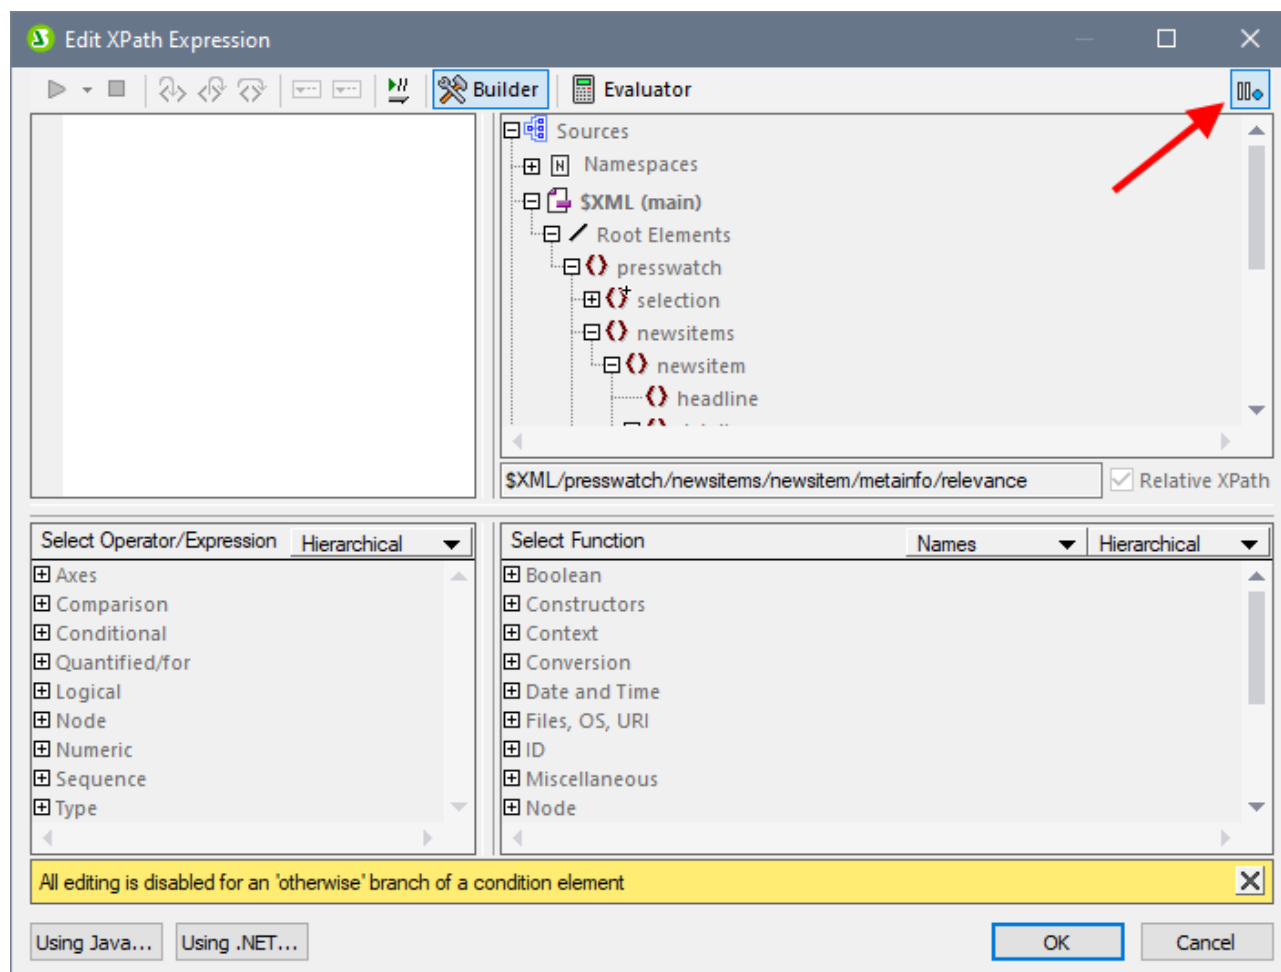 Edit XPath Expression
Builder
Evaluator
Sources
N Namespaces
$XML (main)
Root Elements
presswatch
selection
newsitems
newsitem
headline
$XML/presswatch/newsitems/newsitem/metainfo/relevance
Relative XPath
Select Operator/Expression Hierarchical
Axes
Comparison
Conditional
Quantified/for
Logical
Node
Numeric
Sequence
Type
Select Function Names Hierarchical
Boolean
Constructors
Context
Conversion
Date and Time
Files, OS, URI
ID
Miscellaneous
Node
All editing is disabled for an 'otherwise' branch of a condition element
Using Java... Using .NET... OK Cancel